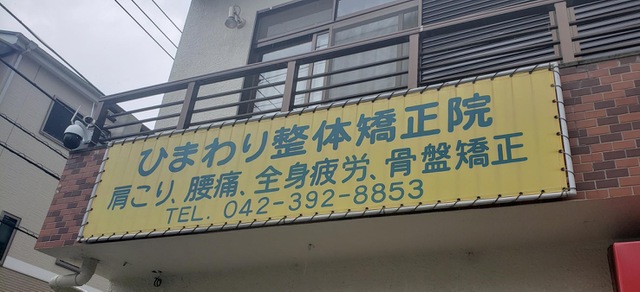 ひまわり整体矯正院
肩こり、腰痛、全身疲労、骨盤矯正
TEL. 042-392-8853